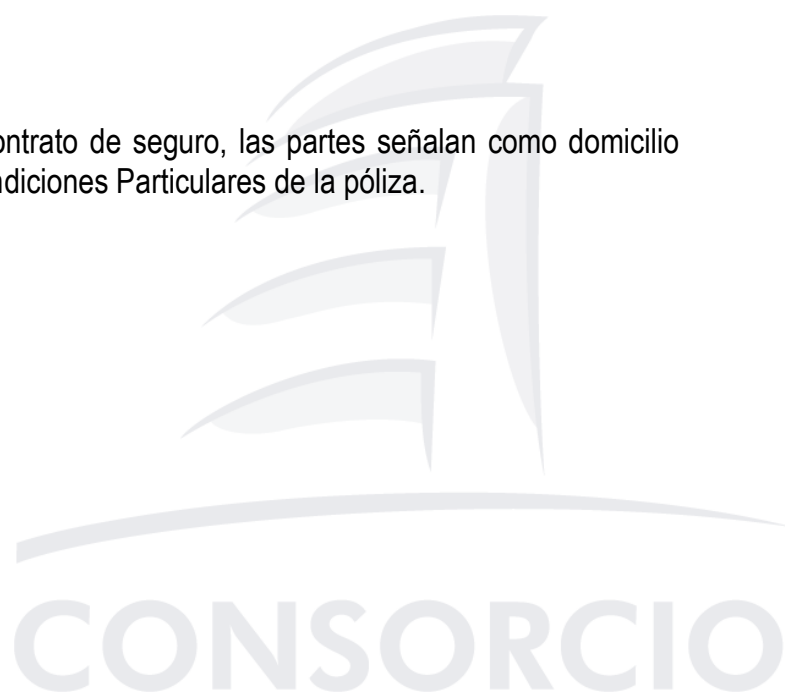 ontrato de seguro, las partes señalan como domicilio
ndiciones Particulares de la póliza.
CONSORCIO